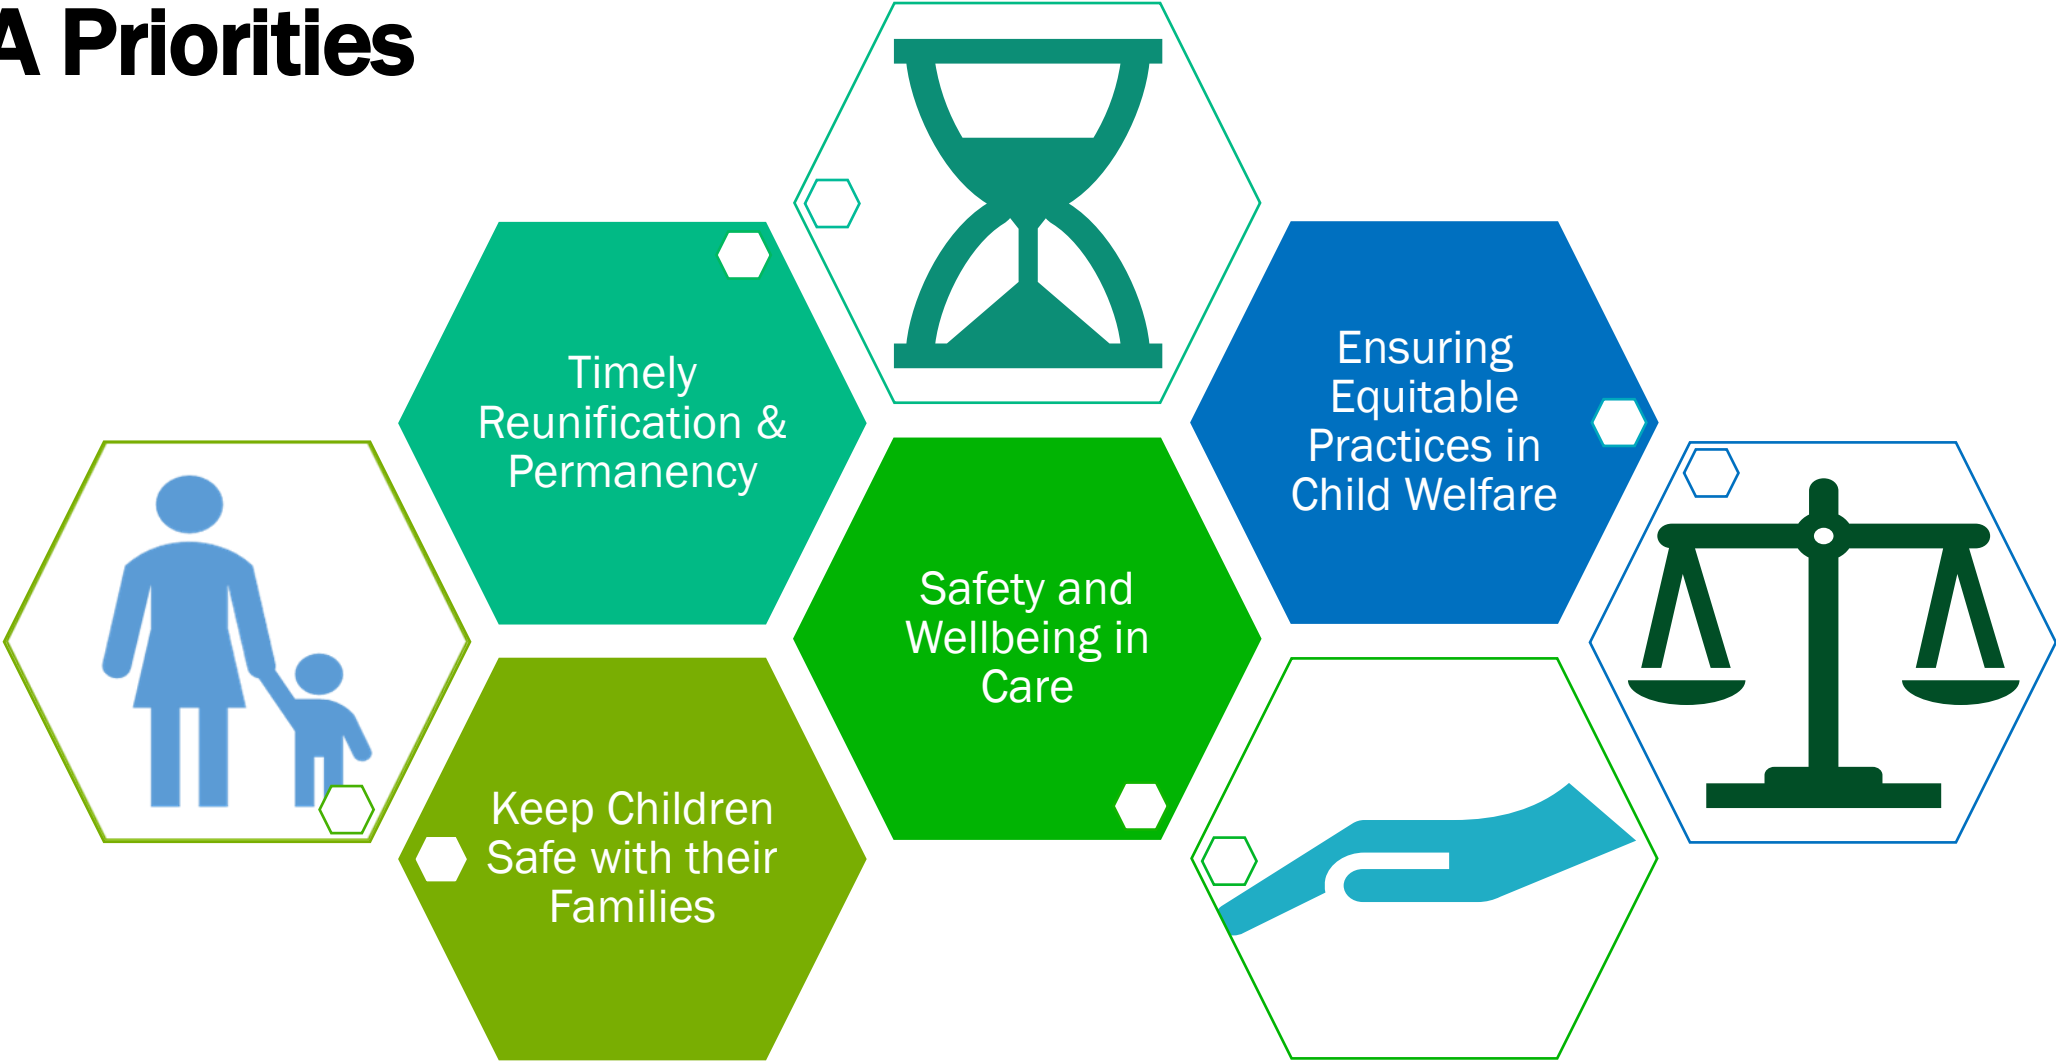 A Priorities
Timely
Reunification &
Permanency
Ensuring
Equitable
Practices in
Child Welfare
Safety and
Wellbeing in
Care
Keep Children
Safe with their
Families